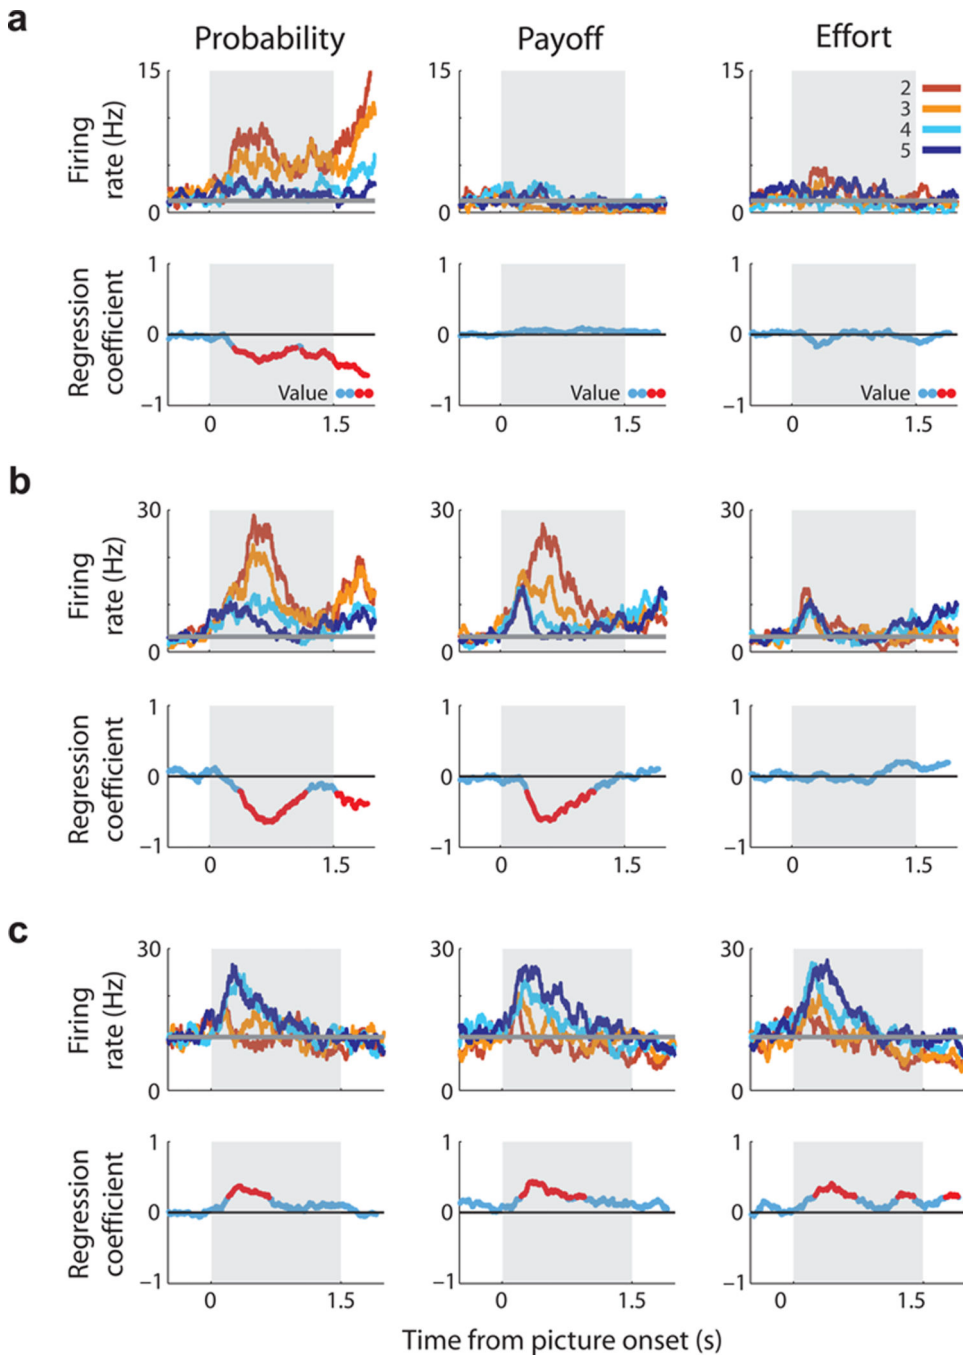 a
Probability Payoff Effort
Firing
rate (Hz)
15 15 15
0 0 0
2
3
4
5
Regression
coefficient
1 1 1
0 0 0
−1 −1 −1
Value Value Value
0 1.5 0 1.5 0 1.5
b
Firing
rate (Hz)
30 30 30
0 0 0
Regression
coefficient
1 1 1
0 0 0
−1 −1 −1
0 1.5 0 1.5 0 1.5
c
Firing
rate (Hz)
30 30 30
0 0 0
Regression
coefficient
1 1 1
0 0 0
−1 −1 −1
0 1.5 0 1.5 0 1.5
Time from picture onset (s)